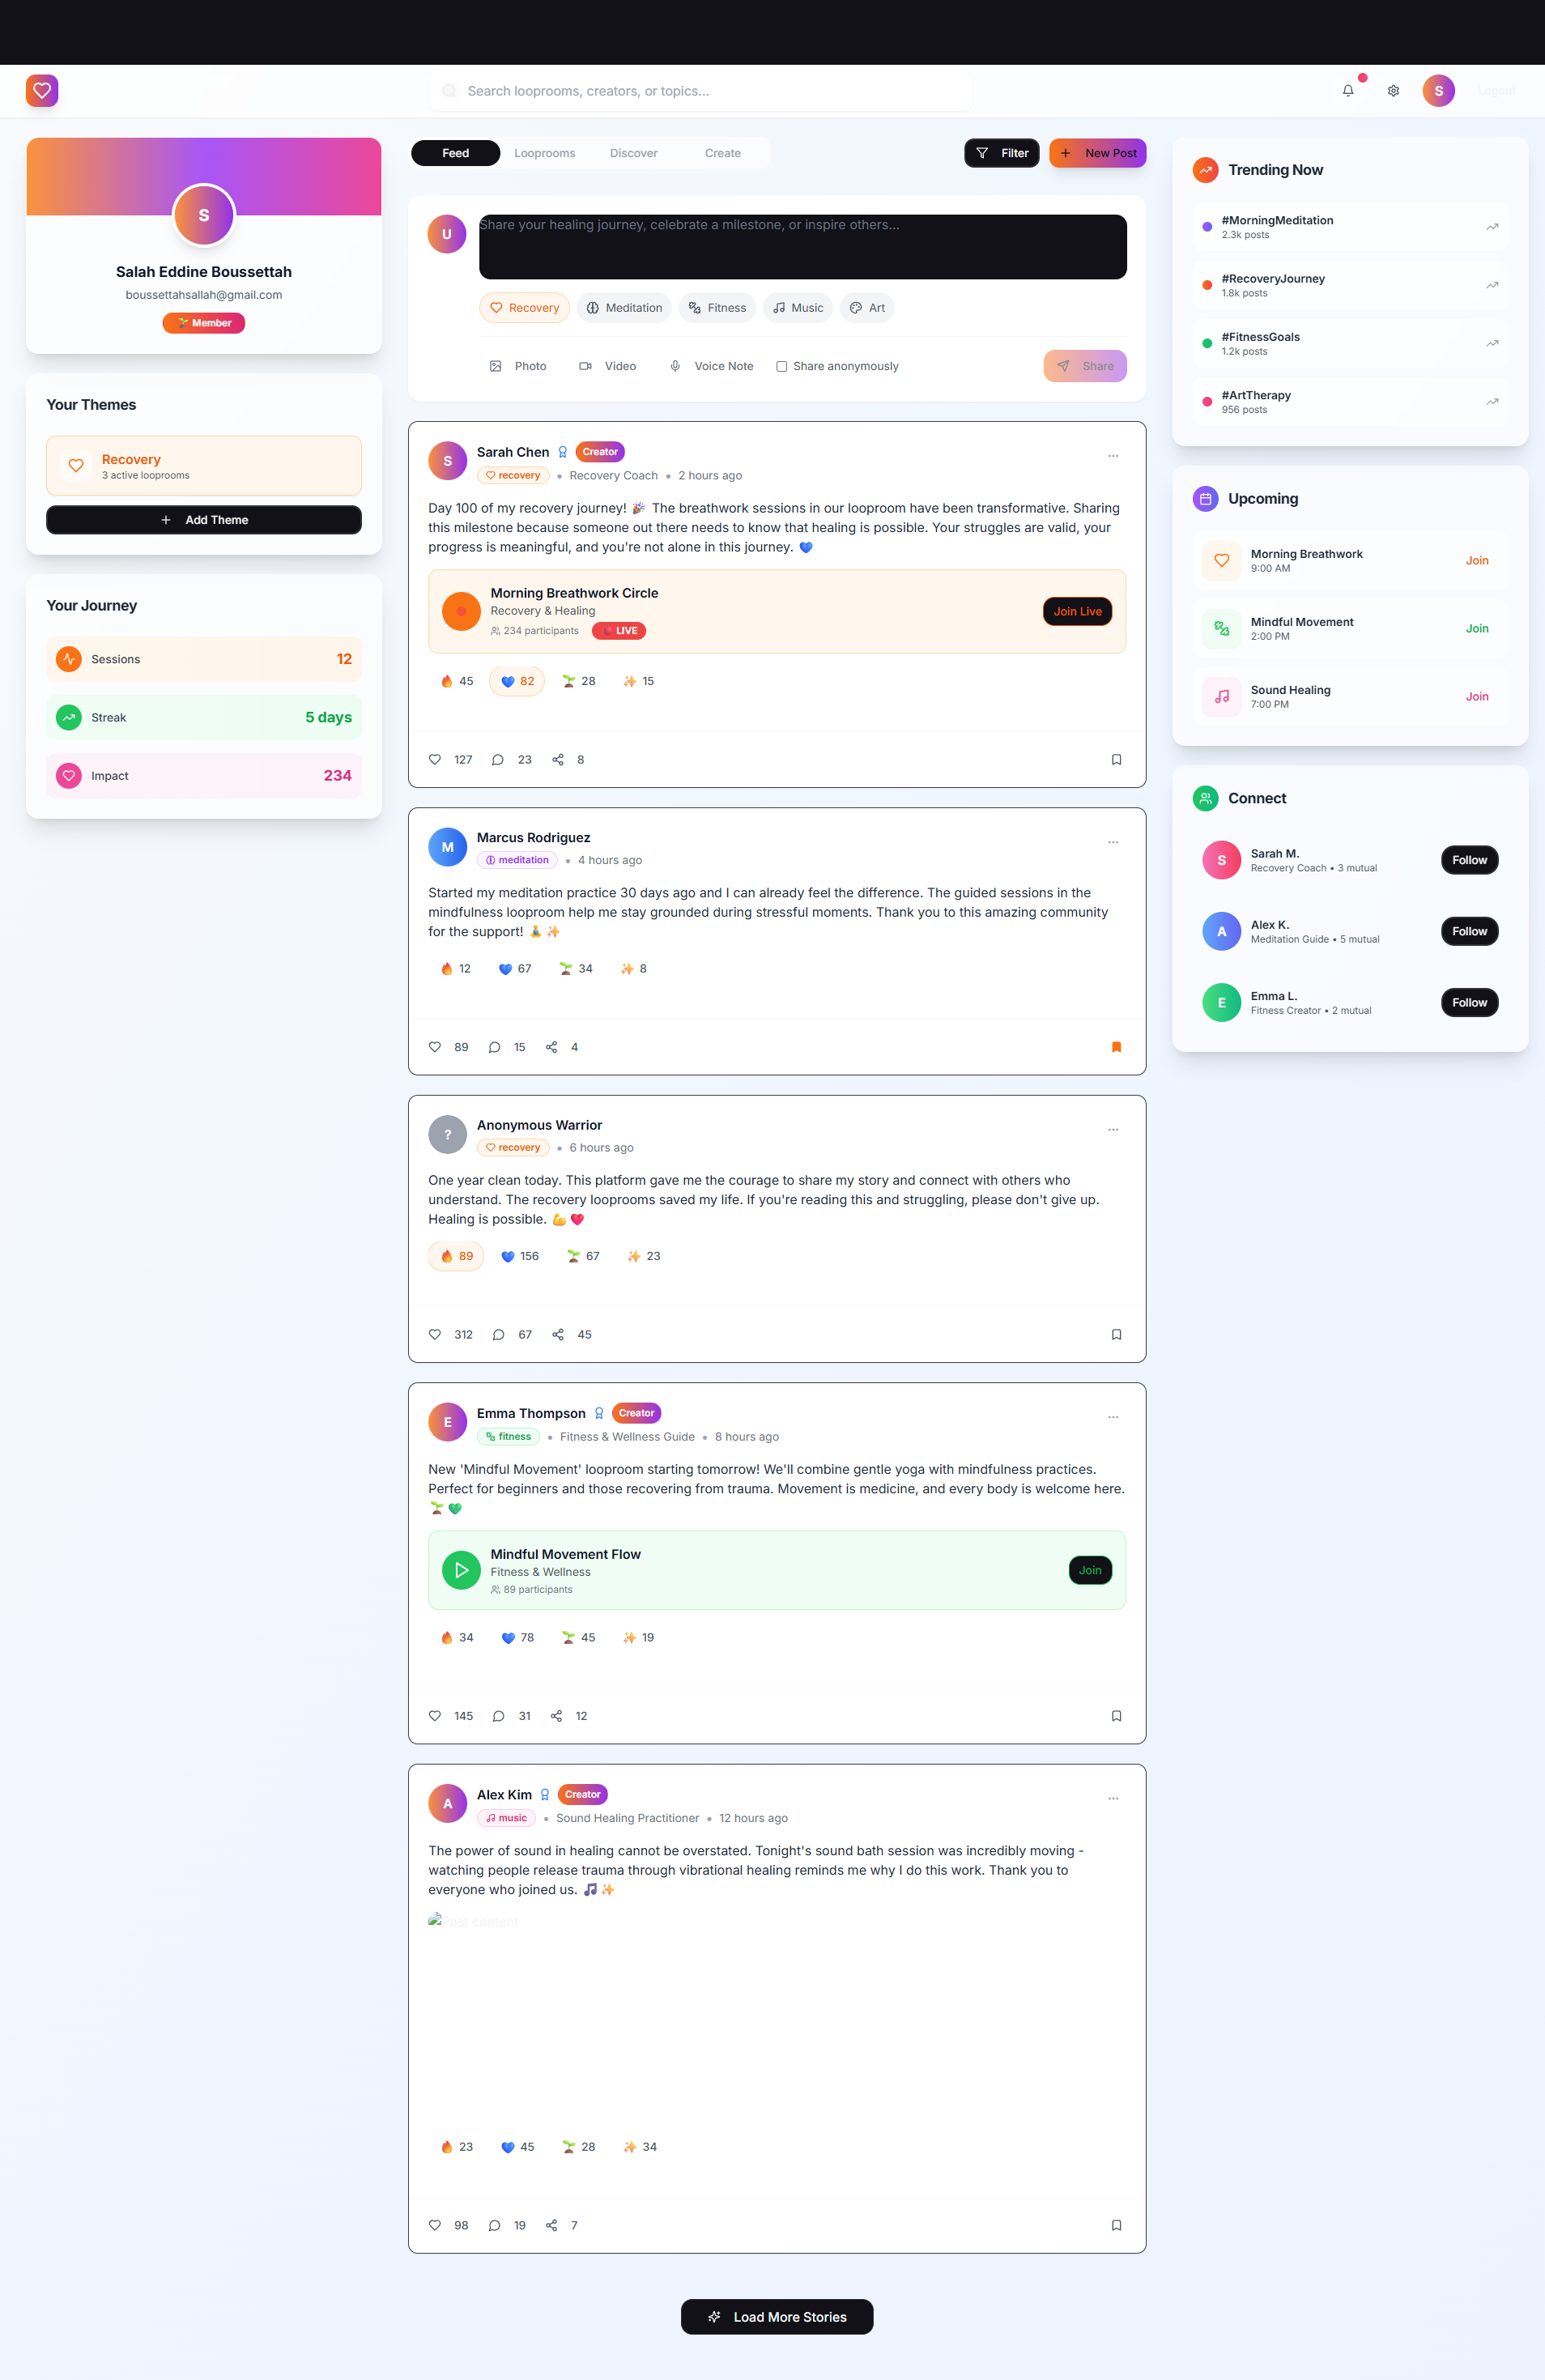 Search looprooms, creators, or topics...
S
Logout
S
Salah Eddine Boussettah
boussettahsallah@gmail.com
🌱 Member
Your Themes
Recovery
3 active looprooms
Add Theme
Your Journey
Sessions
12
Streak
5 days
Impact
234
Feed
Looprooms
Discover
Create
Filter
New Post
U
Share your healing journey, celebrate a milestone, or inspire others...
Recovery
Meditation
Fitness
Music
Art
Photo
Video
Voice Note
Share anonymously
Share
S
Sarah Chen
Creator
recovery • Recovery Coach • 2 hours ago
Day 100 of my recovery journey! 🎉 The breathwork sessions in our looproom have been transformative. Sharing
this milestone because someone out there needs to know that healing is possible. Your struggles are valid, your
progress is meaningful, and you're not alone in this journey. 💙
Morning Breathwork Circle
Recovery & Healing
234 participants
🔴 LIVE
Join Live
🔥 45 💙 82 🌱 28 ✨ 15
127 23 8
M
Marcus Rodriguez
meditation • 4 hours ago
Started my meditation practice 30 days ago and I can already feel the difference. The guided sessions in the
mindfulness looproom help me stay grounded during stressful moments. Thank you to this amazing community
for the support! 🧘✨
🔥 12 💙 67 🌱 34 ✨ 8
89 15 4
?
Anonymous Warrior
recovery • 6 hours ago
One year clean today. This platform gave me the courage to share my story and connect with others who
understand. The recovery looprooms saved my life. If you're reading this and struggling, please don't give up.
Healing is possible. 💪❤️
🔥 89 💙 156 🌱 67 ✨ 23
312 67 45
E
Emma Thompson
Creator
fitness • Fitness & Wellness Guide • 8 hours ago
New 'Mindful Movement' looproom starting tomorrow! We'll combine gentle yoga with mindfulness practices.
Perfect for beginners and those recovering from trauma. Movement is medicine, and every body is welcome here.
🌱💚
Mindful Movement Flow
Fitness & Wellness
89 participants
Join
🔥 34 💙 78 🌱 45 ✨ 19
145 31 12
A
Alex Kim
Creator
music • Sound Healing Practitioner • 12 hours ago
The power of sound in healing cannot be overstated. Tonight's sound bath session was incredibly moving -
watching people release trauma through vibrational healing reminds me why I do this work. Thank you to
everyone who joined us. 🎵✨
Post content
🔥 23 💙 45 🌱 28 ✨ 34
98 19 7
Load More Stories
Trending Now
#MorningMeditation
2.3k posts
#RecoveryJourney
1.8k posts
#FitnessGoals
1.2k posts
#ArtTherapy
956 posts
Upcoming
Morning Breathwork
9:00 AM
Join
Mindful Movement
2:00 PM
Join
Sound Healing
7:00 PM
Join
Connect
S
Sarah M.
Recovery Coach • 3 mutual
Follow
A
Alex K.
Meditation Guide • 5 mutual
Follow
E
Emma L.
Fitness Creator • 2 mutual
Follow